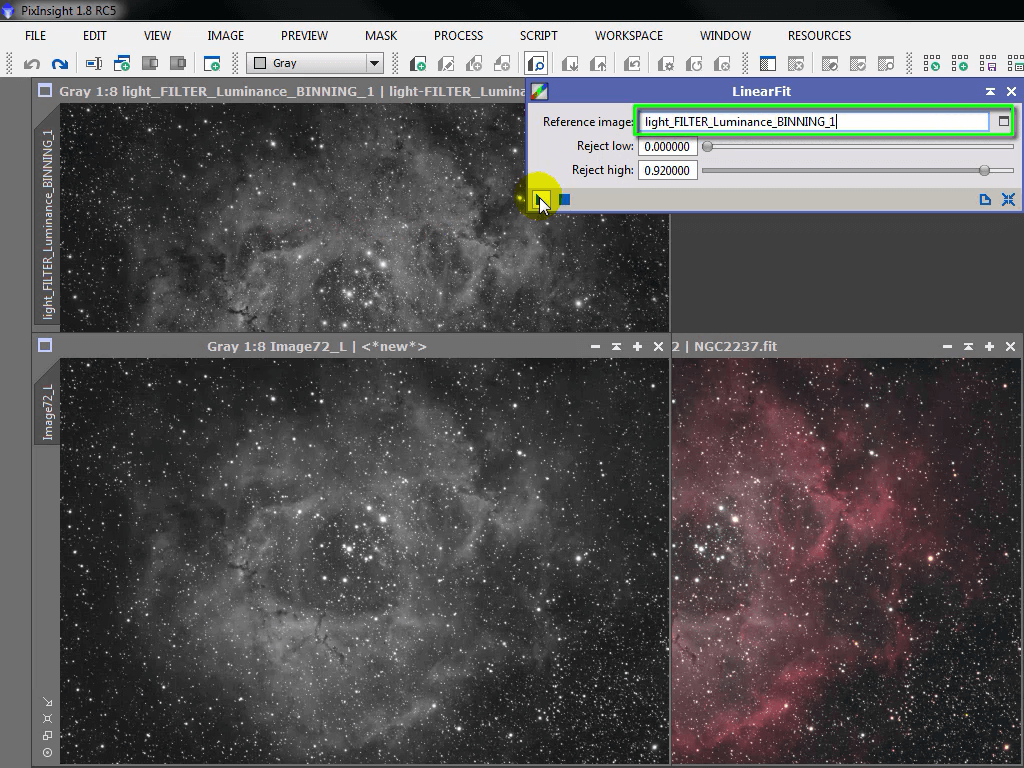 PixInsight 1.8 RC5
FILE EDIT VIEW IMAGE PREVIEW MASK PROCESS SCRIPT WORKSPACE WINDOW RESOURCES
Gray
Gray 1:8 light_FILTER_Luminance_BINNING_1 | light-FILTER_Lumina
LinearFit
Reference image: light_FILTER_Luminance_BINNING_1
Reject low: 0.000000
Reject high: 0.920000
light_FILTER_Luminance_BINNING_1
Gray 1:8 Image72_L | <*new*>
2 | NGC2237.fit
Image72_L